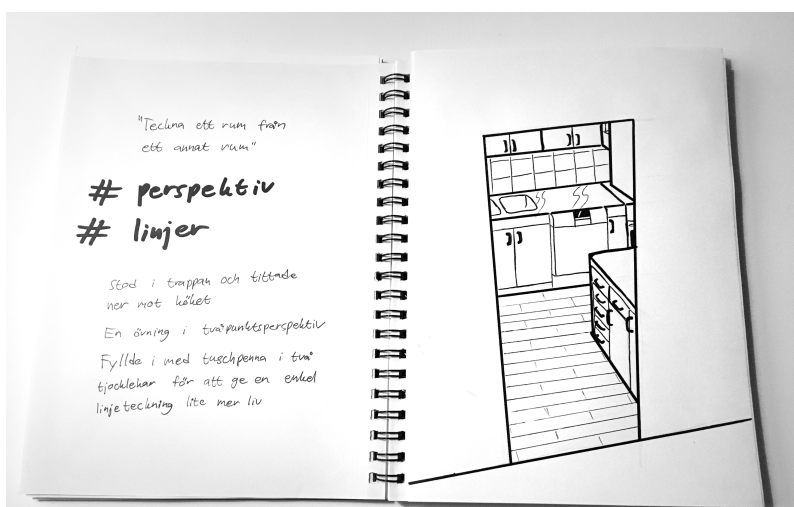 "Teckna ett rum från
ett annat rum"
# perspektiv
# linjer
Stod i trappan och tittade
ner mot köket
En övning i tvåpunktsperspektiv
Fyllde i med tuschpenna i två
tjocklekar för att ge en enkel
linjeteckning lite mer liv